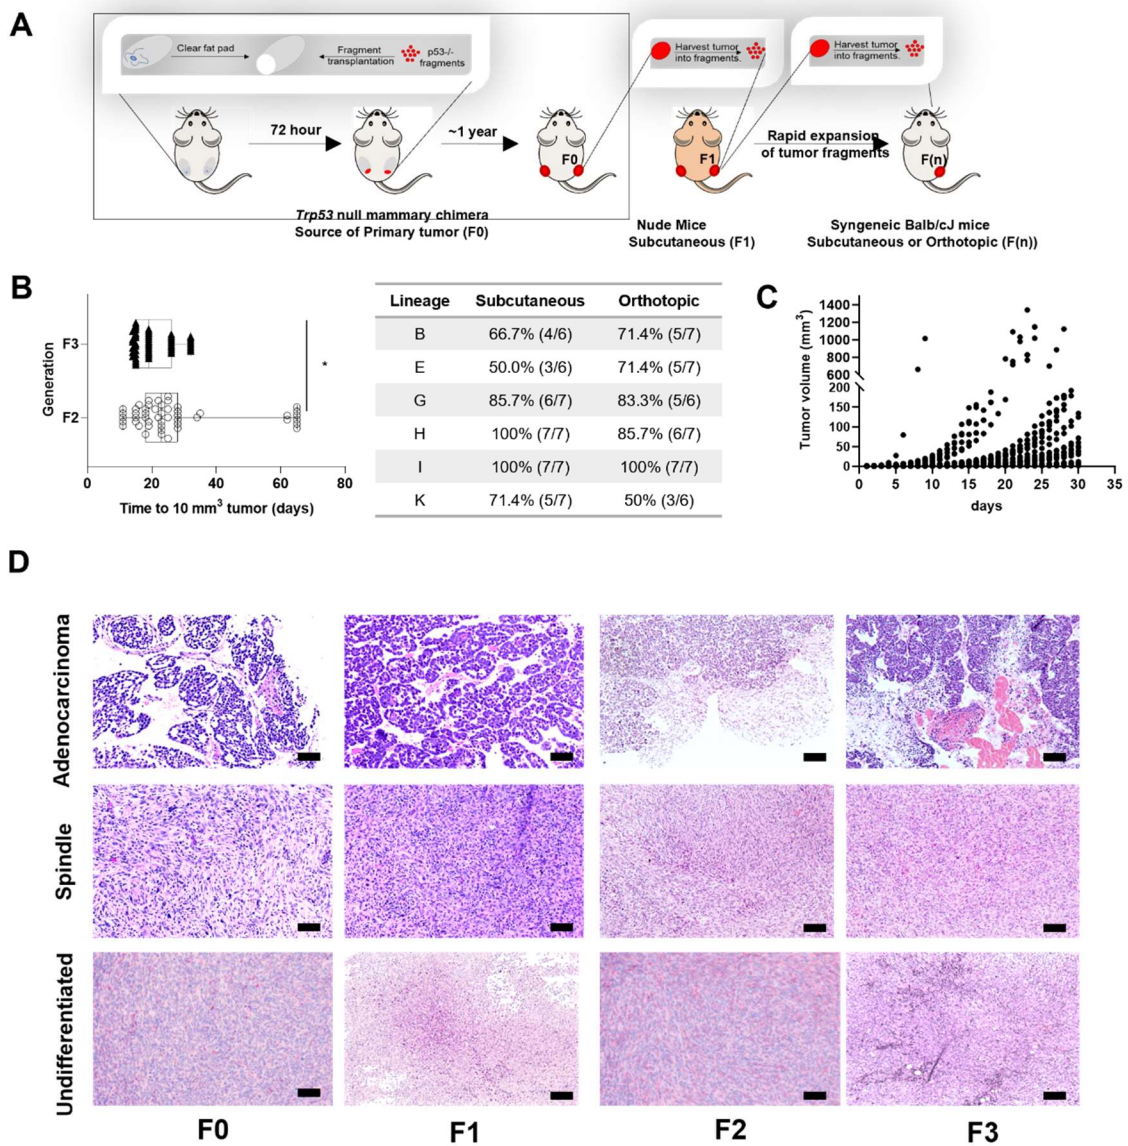 A
Clear fat pad
Fragment
transplantation
p53-/-
fragments
Harvest tumor
into fragments.
Harvest tumor
into fragments.
72 hour
~1 year
F0
F1
Rapid expansion
of tumor fragments
F(n)
Trp53 null mammary chimera
Source of Primary tumor (F0)
Nude Mice
Subcutaneous (F1)
Syngeneic Balb/cJ mice
Subcutaneous or Orthotopic (F(n))
B
Generation
F3
F2
*
0 20 40 60 80
Time to 10 mm³ tumor (days)
Lineage Subcutaneous Orthotopic
B 66.7% (4/6) 71.4% (5/7)
E 50.0% (3/6) 71.4% (5/7)
G 85.7% (6/7) 83.3% (5/6)
H 100% (7/7) 85.7% (6/7)
I 100% (7/7) 100% (7/7)
K 71.4% (5/7) 50% (3/6)
C
Tumor volume (mm³)
1400
1200
1000
800
600
200
150
100
50
0
0 5 10 15 20 25 30 35
days
D
Adenocarcinoma
Spindle
Undifferentiated
F0 F1 F2 F3